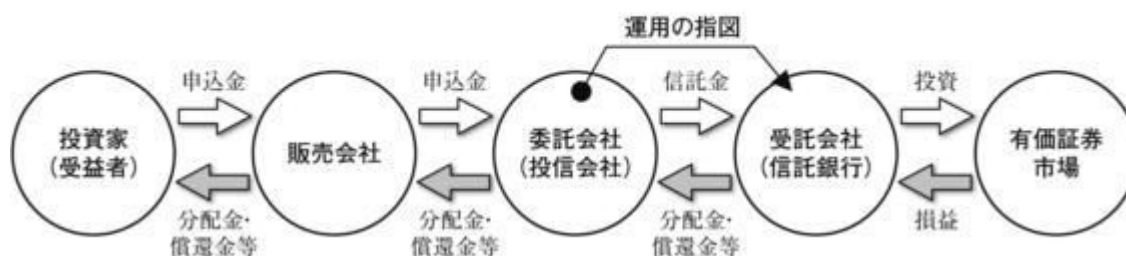 運用の指図
申込金
申込金
信託金
投資
投資家
(受益者)
販売会社
委託会社
(投信会社)
受託会社
(信託銀行)
有価証券
市場
分配金・
償還金等
分配金・
償還金等
分配金・
償還金等
損益